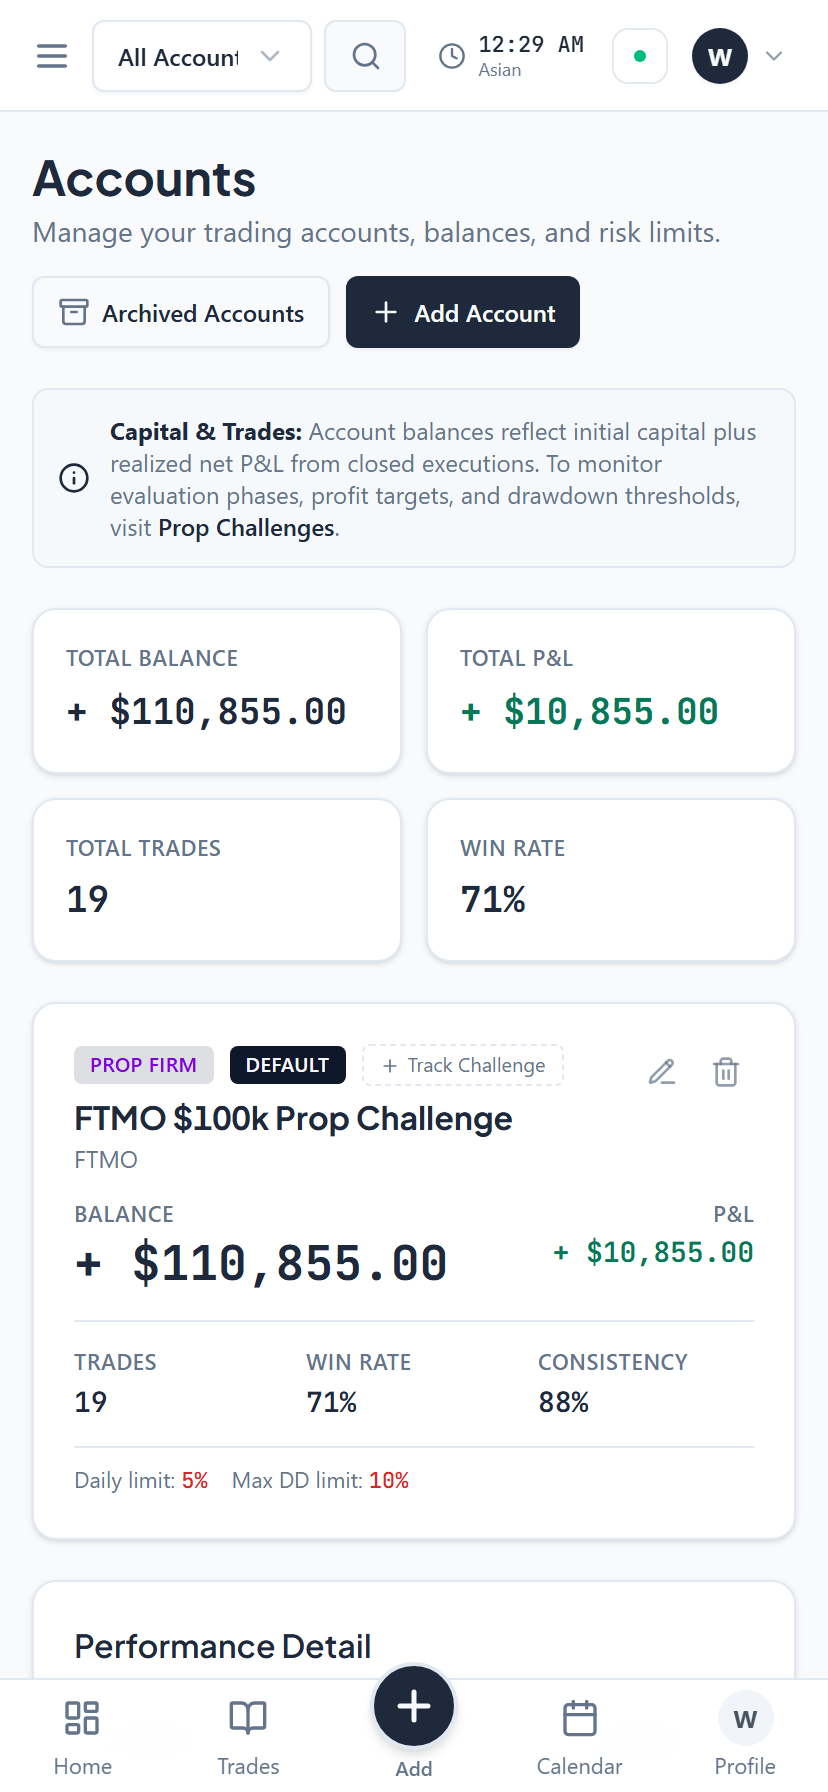 All Account
12:29 AM
Asian
W
Accounts
Manage your trading accounts, balances, and risk limits.
Archived Accounts
+ Add Account
Capital & Trades: Account balances reflect initial capital plus
realized net P&L from closed executions. To monitor
evaluation phases, profit targets, and drawdown thresholds,
visit Prop Challenges.
TOTAL BALANCE
+ $110,855.00
TOTAL P&L
+ $10,855.00
TOTAL TRADES
19
WIN RATE
71%
PROP FIRM
DEFAULT
+ Track Challenge
FTMO $100k Prop Challenge
FTMO
BALANCE
+ $110,855.00
P&L
+ $10,855.00
TRADES
19
WIN RATE
71%
CONSISTENCY
88%
Daily limit: 5%
Max DD limit: 10%
Performance Detail
Home
Trades
Add
Calendar
W
Profile